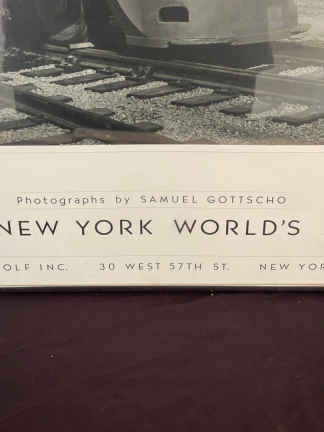 Photographs by SAMUEL GOTTSCHO
NEW YORK WORLD'S
OLF INC. 30 WEST 57TH ST. NEW YOR